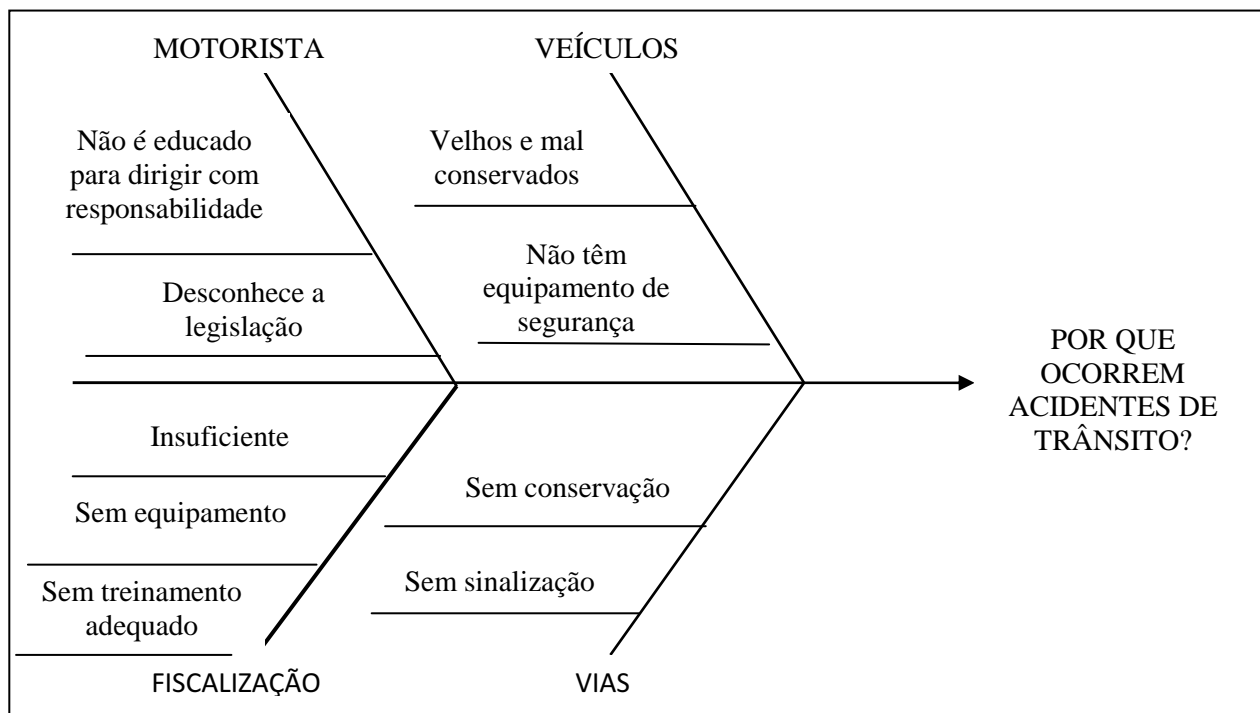 MOTORISTA
VEÍCULOS
Não é educado
para dirigir com
responsabilidade
Velhos e mal
conservados
Desconhece a
legislação
Não têm
equipamento de
segurança
POR QUE
OCORREM
ACIDENTES DE
TRÂNSITO?
Insuficiente
Sem equipamento
Sem treinamento
adequado
Sem conservação
Sem sinalização
FISCALIZAÇÃO
VIAS